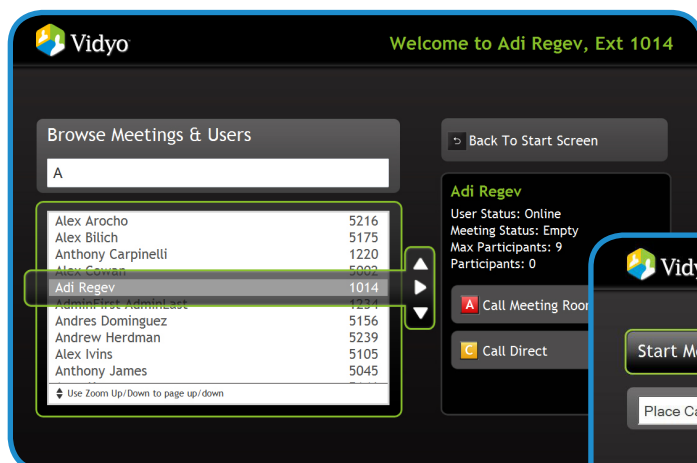 Vidyo
Welcome to Adi Regev, Ext 1014
Browse Meetings & Users
A
Back To Start Screen
Alex Arocho 5216
Alex Bilich 5175
Anthony Carpinelli 1220
Alex Cowan 5002
Adi Regev 1014
AdminFirst AdminLast 1234
Andres Dominguez 5156
Andrew Herdman 5239
Alex Ivins 5105
Anthony James 5045
Use Zoom Up/Down to page up/down
Adi Regev
User Status: Online
Meeting Status: Empty
Max Participants: 9
Participants: 0
A Call Meeting Roo
C Call Direct
Vidy
Start M
Place Ca